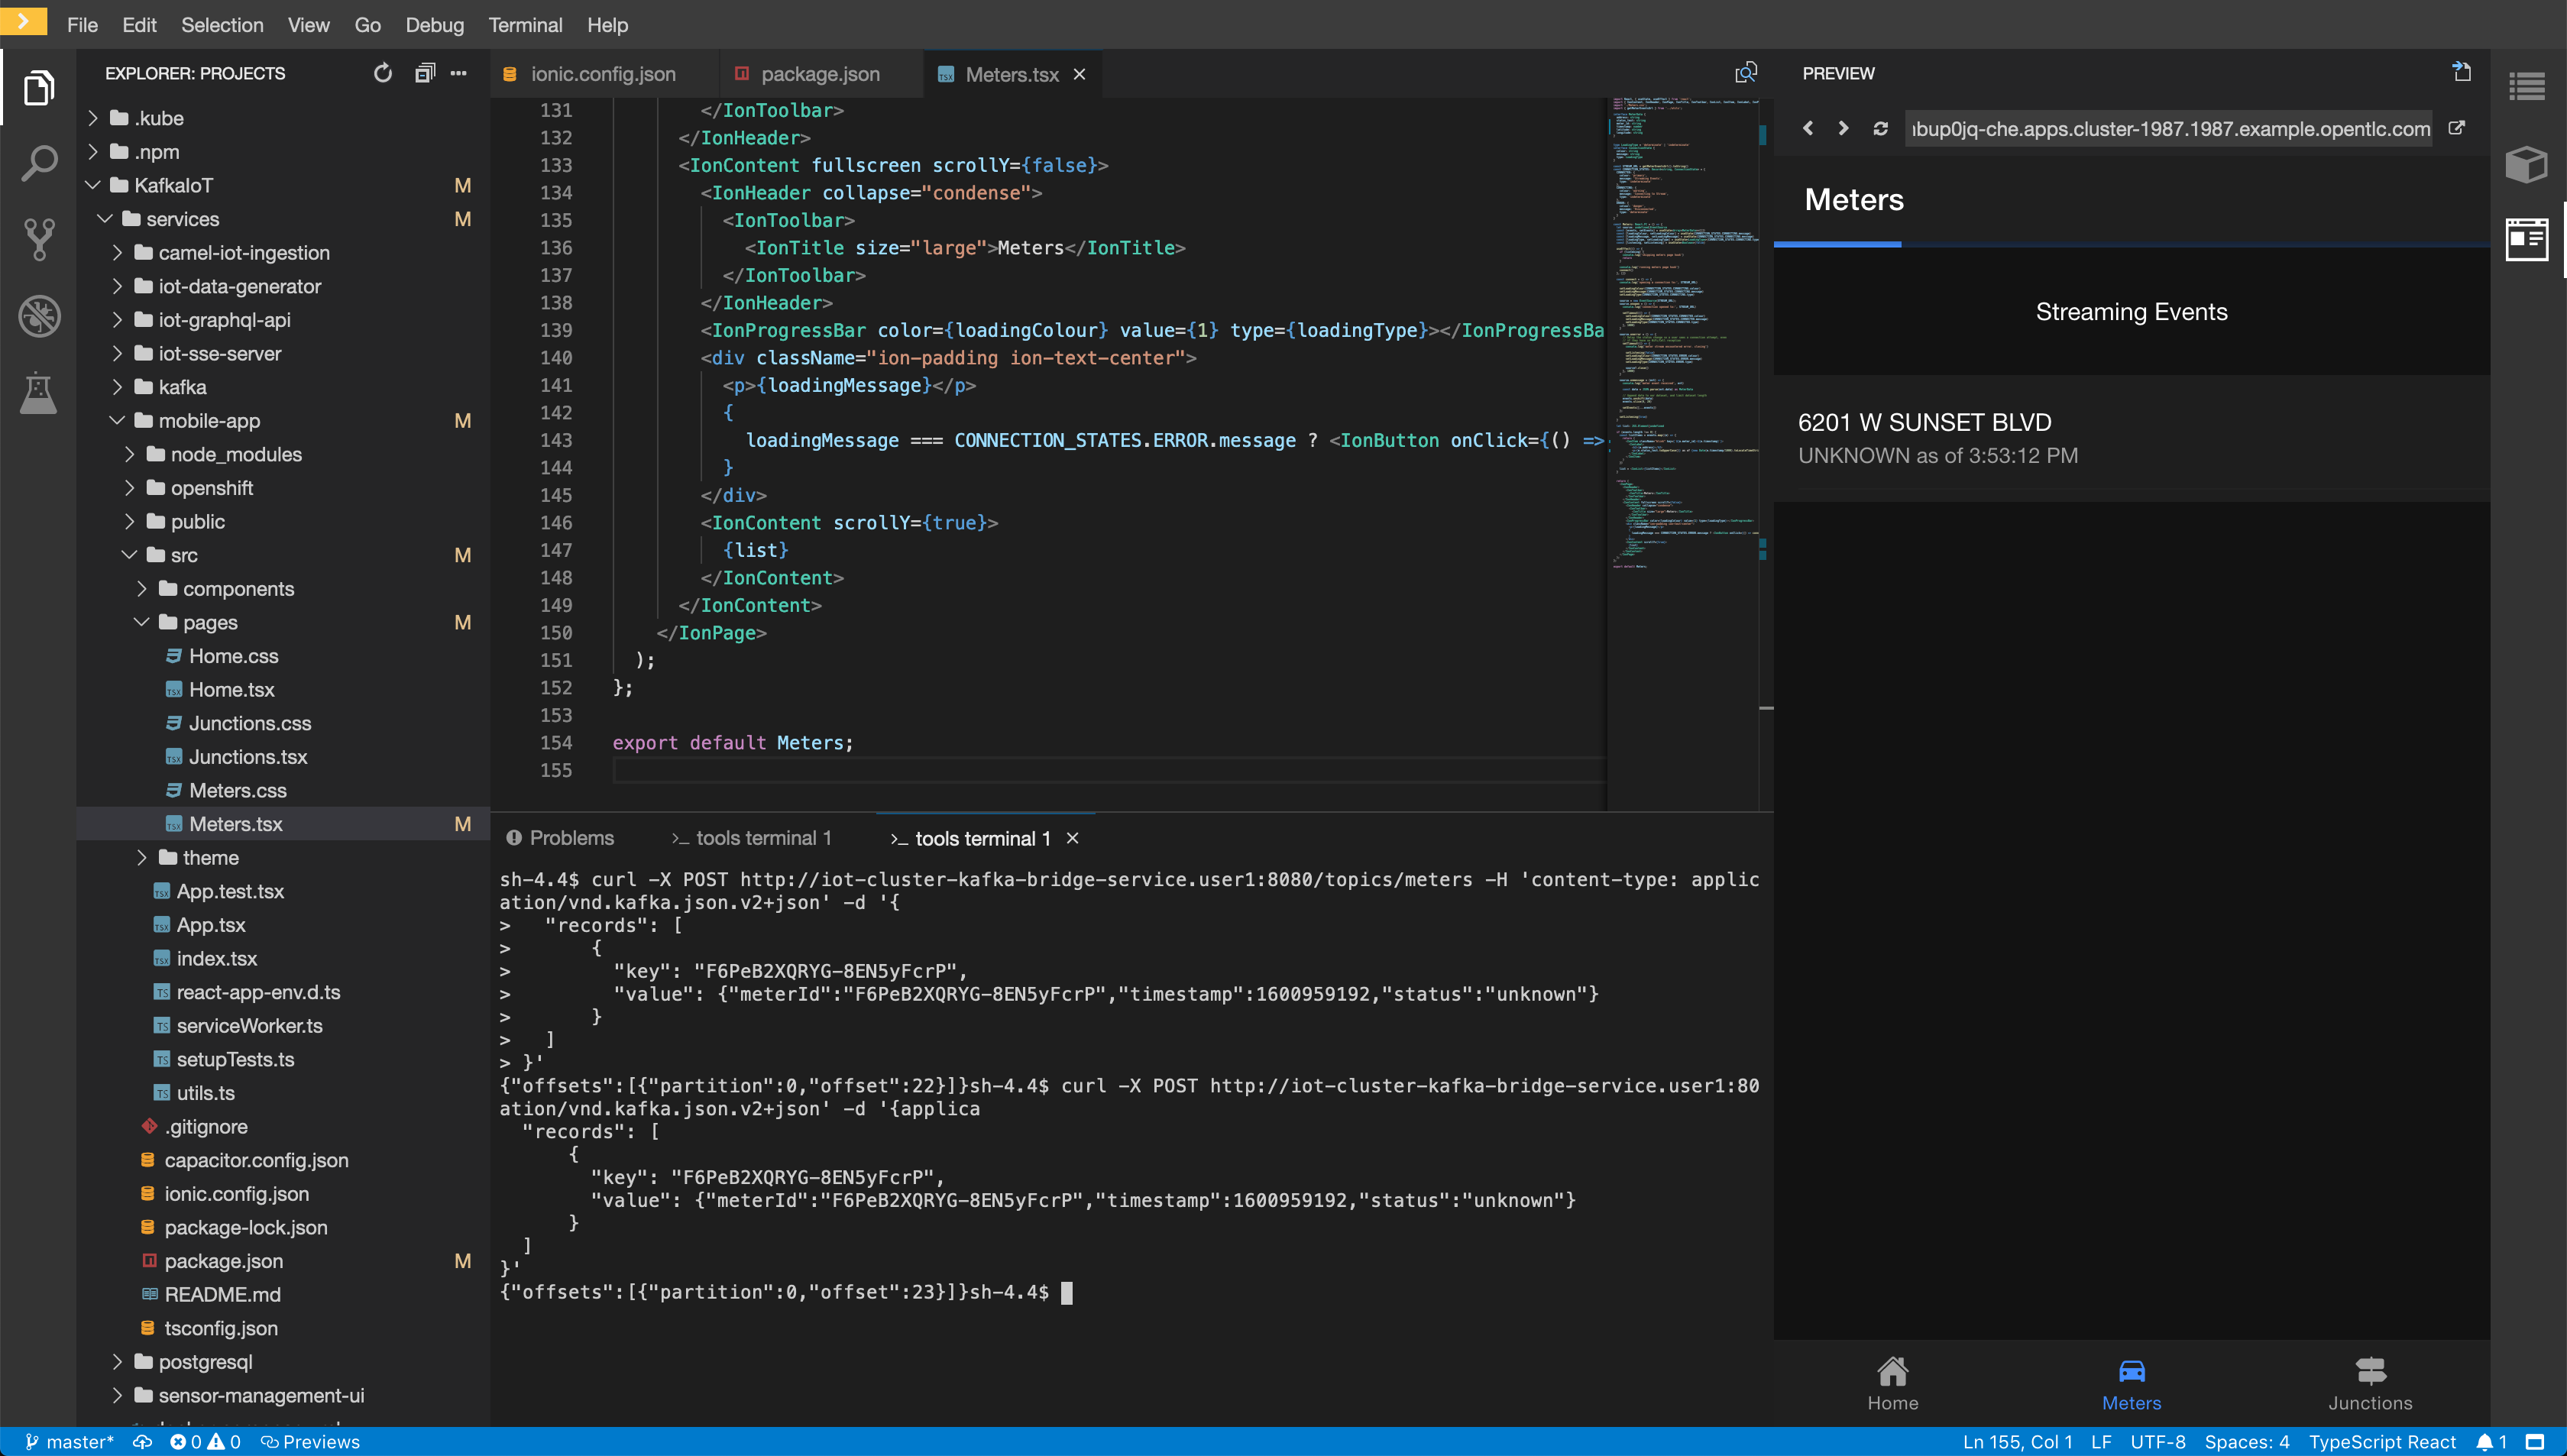 File Edit Selection View Go Debug Terminal Help
EXPLORER: PROJECTS
.kube
.npm
KafkaIoT M
services M
camel-iot-ingestion
iot-data-generator
iot-graphql-api
iot-sse-server
kafka
mobile-app M
node_modules
openshift
public
src M
components
pages M
Home.css
Home.tsx
Junctions.css
Junctions.tsx
Meters.css
Meters.tsx M
theme
App.test.tsx
App.tsx
index.tsx
react-app-env.d.ts
serviceWorker.ts
setupTests.ts
utils.ts
.gitignore
capacitor.config.json
ionic.config.json
package-lock.json
package.json M
README.md
tsconfig.json
postgresql
sensor-management-ui
ionic.config.json package.json Meters.tsx
131 </IonToolbar>
132 </IonHeader>
133 <IonContent fullscreen scrollY={false}>
134 <IonHeader collapse="condense">
135 <IonToolbar>
136 <IonTitle size="large">Meters</IonTitle>
137 </IonToolbar>
138 </IonHeader>
139 <IonProgressBar color={loadingColour} value={1} type={loadingType}></IonProgressBa
140 <div className="ion-padding ion-text-center">
141 <p>{loadingMessage}</p>
142 {
143 loadingMessage === CONNECTION_STATES.ERROR.message ? <IonButton onClick={() =>
144 }
145 </div>
146 <IonContent scrollY={true}>
147 {list}
148 </IonContent>
149 </IonContent>
150 </IonPage>
151 );
152 };
153
154 export default Meters;
155
Problems >_ tools terminal 1 >_ tools terminal 1
sh-4.4$ curl -X POST http://iot-cluster-kafka-bridge-service.user1:8080/topics/meters -H 'content-type: applic
ation/vnd.kafka.json.v2+json' -d '{
> "records": [
> {
> "key": "F6PeB2XQRYG-8EN5yFcrP",
> "value": {"meterId":"F6PeB2XQRYG-8EN5yFcrP","timestamp":1600959192,"status":"unknown"}
> }
> ]
> }'
{"offsets":[{"partition":0,"offset":22}]}sh-4.4$ curl -X POST http://iot-cluster-kafka-bridge-service.user1:80
ation/vnd.kafka.json.v2+json' -d '{applica
"records": [
{
"key": "F6PeB2XQRYG-8EN5yFcrP",
"value": {"meterId":"F6PeB2XQRYG-8EN5yFcrP","timestamp":1600959192,"status":"unknown"}
}
]
}'
{"offsets":[{"partition":0,"offset":23}]}sh-4.4$
PREVIEW
bup0jq-che.apps.cluster-1987.1987.example.opentlc.com
Meters
Streaming Events
6201 W SUNSET BLVD
UNKNOWN as of 3:53:12 PM
Home Meters Junctions
master* 0 0 Previews Ln 155, Col 1 LF UTF-8 Spaces: 4 TypeScript React 1